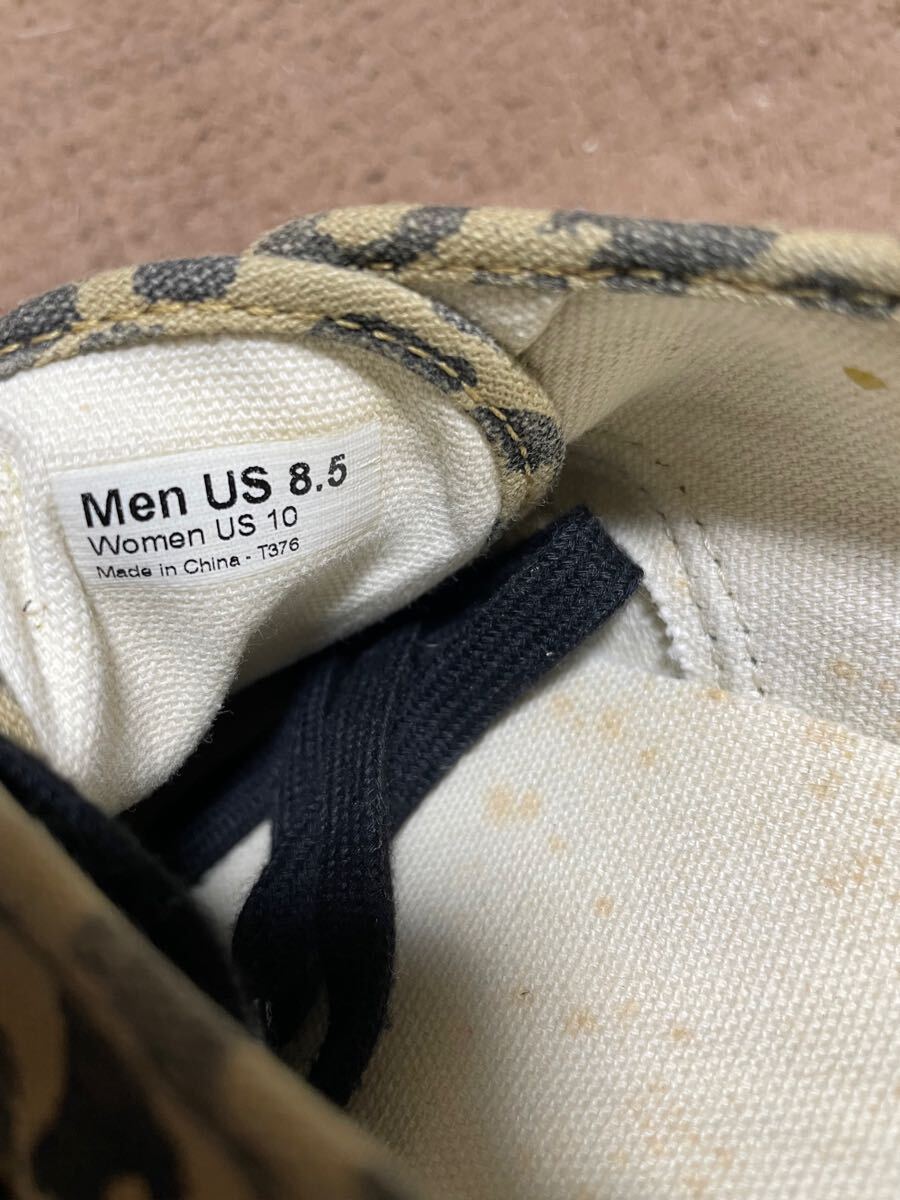 Men US 8.5
Women US 10
Made in China - T376